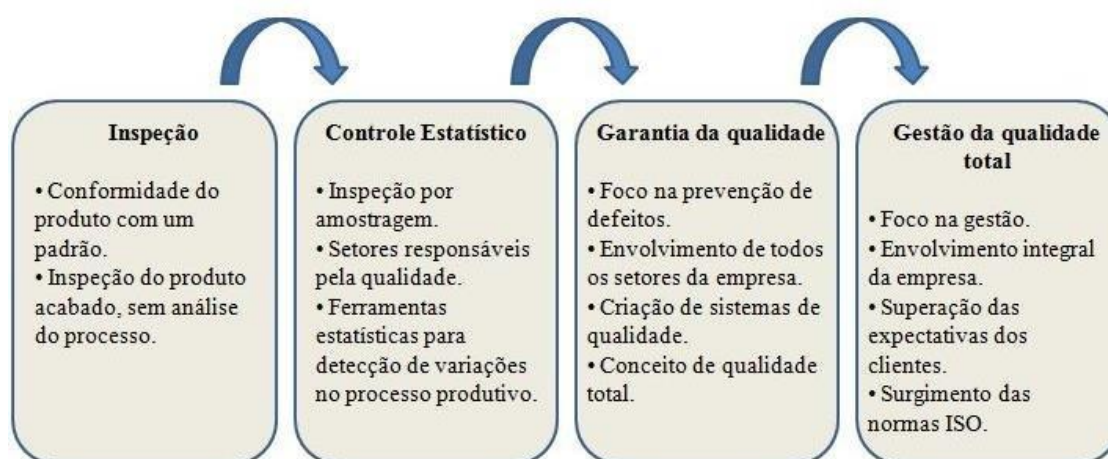 Inspeção
• Conformidade do
produto com um
padrão.
• Inspeção do produto
acabado, sem análise
do processo.
Controle Estatístico
• Inspeção por
amostragem.
• Setores responsáveis
pela qualidade.
• Ferramentas
estatísticas para
detecção de variações
no processo produtivo.
Garantia da qualidade
• Foco na prevenção de
defeitos.
• Envolvimento de todos
os setores da empresa.
• Criação de sistemas de
qualidade.
• Conceito de qualidade
total.
Gestão da qualidade
total
• Foco na gestão.
• Envolvimento integral
da empresa.
• Superação das
expectativas dos
clientes.
• Surgimento das
normas ISO.